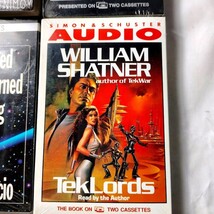 PRESENTED ON TWO CASSETTES
SIMON & SCHUSTER
AUDIO
WILLIAM
SHATNER
author of TekWar
TekLords
Read by the Author
THE BOOK ON TWO CASSETTES